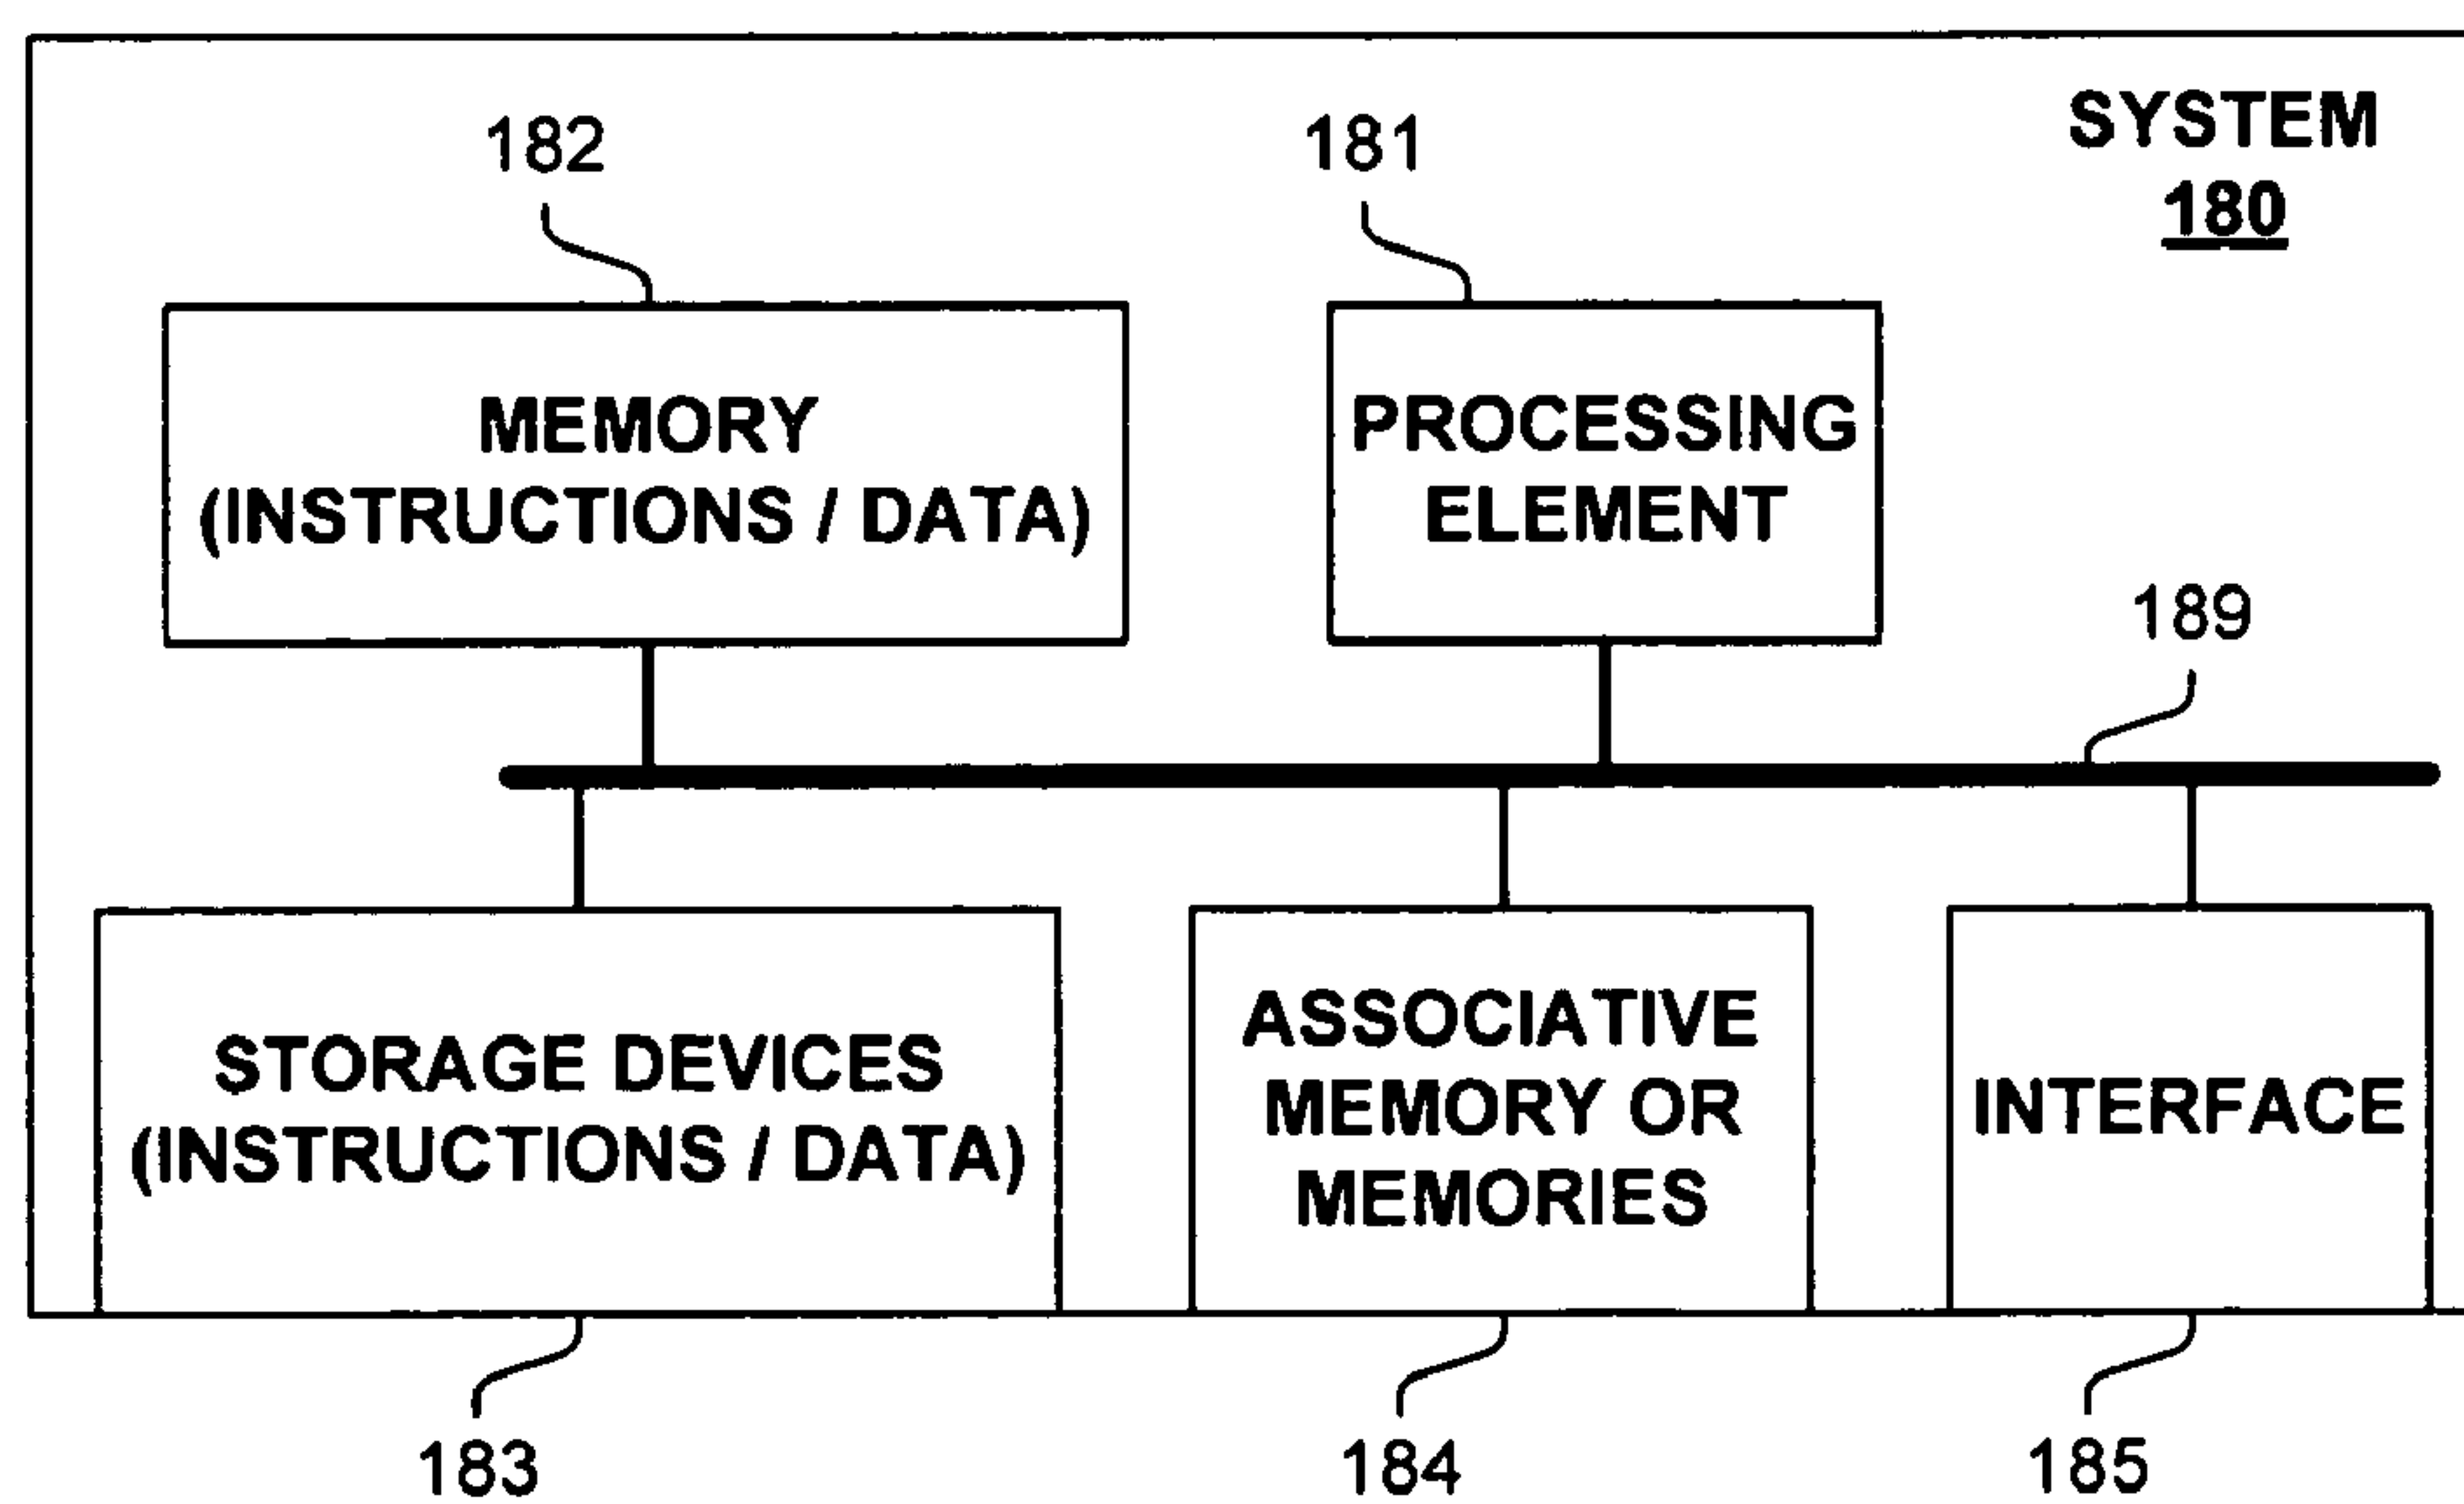 SYSTEM
180
182
181
MEMORY
(INSTRUCTIONS / DATA)
PROCESSING
ELEMENT
189
STORAGE DEVICES
(INSTRUCTIONS / DATA)
ASSOCIATIVE
MEMORY OR
MEMORIES
INTERFACE
183
184
185